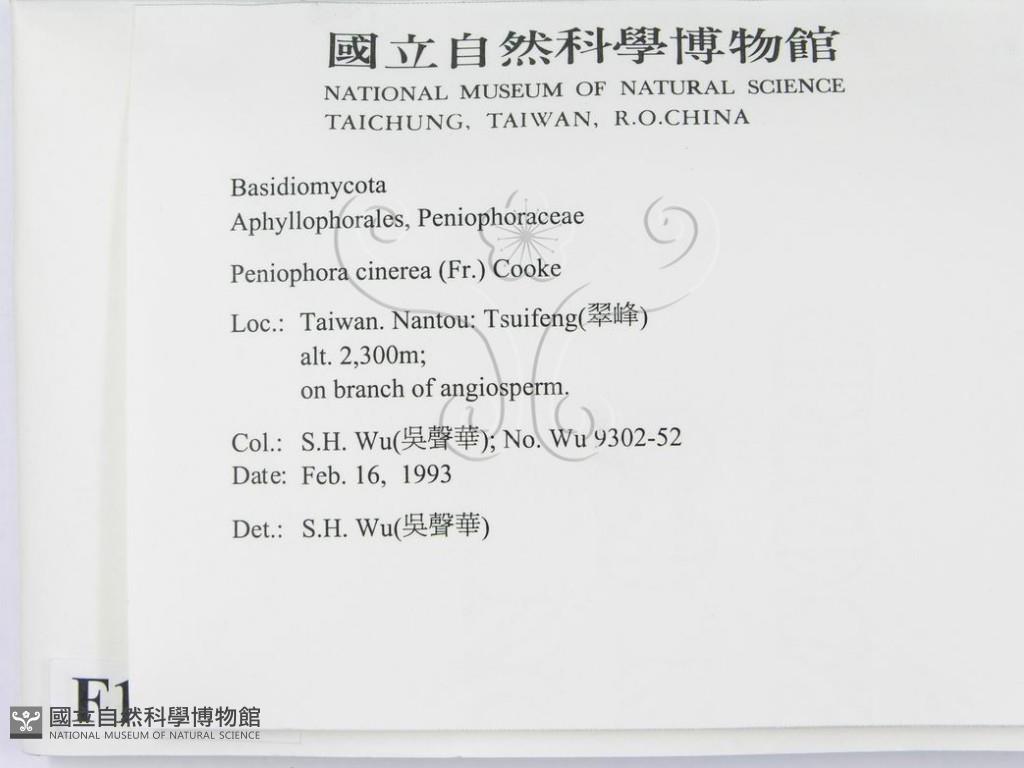 國立自然科學博物館
NATIONAL MUSEUM OF NATURAL SCIENCE
TAICHUNG, TAIWAN, R.O.CHINA
Basidiomycota
Aphyllophorales, Peniophoraceae
Peniophora cinerea (Fr.) Cooke
Loc.: Taiwan. Nantou: Tsuifeng(翠峰)
alt. 2,300m;
on branch of angiosperm.
Col.: S.H. Wu(吳聲華); No. Wu 9302-52
Date: Feb. 16, 1993
Det.: S.H. Wu(吳聲華)
F1
國立自然科學博物館
NATIONAL MUSEUM OF NATURAL SCIENCE